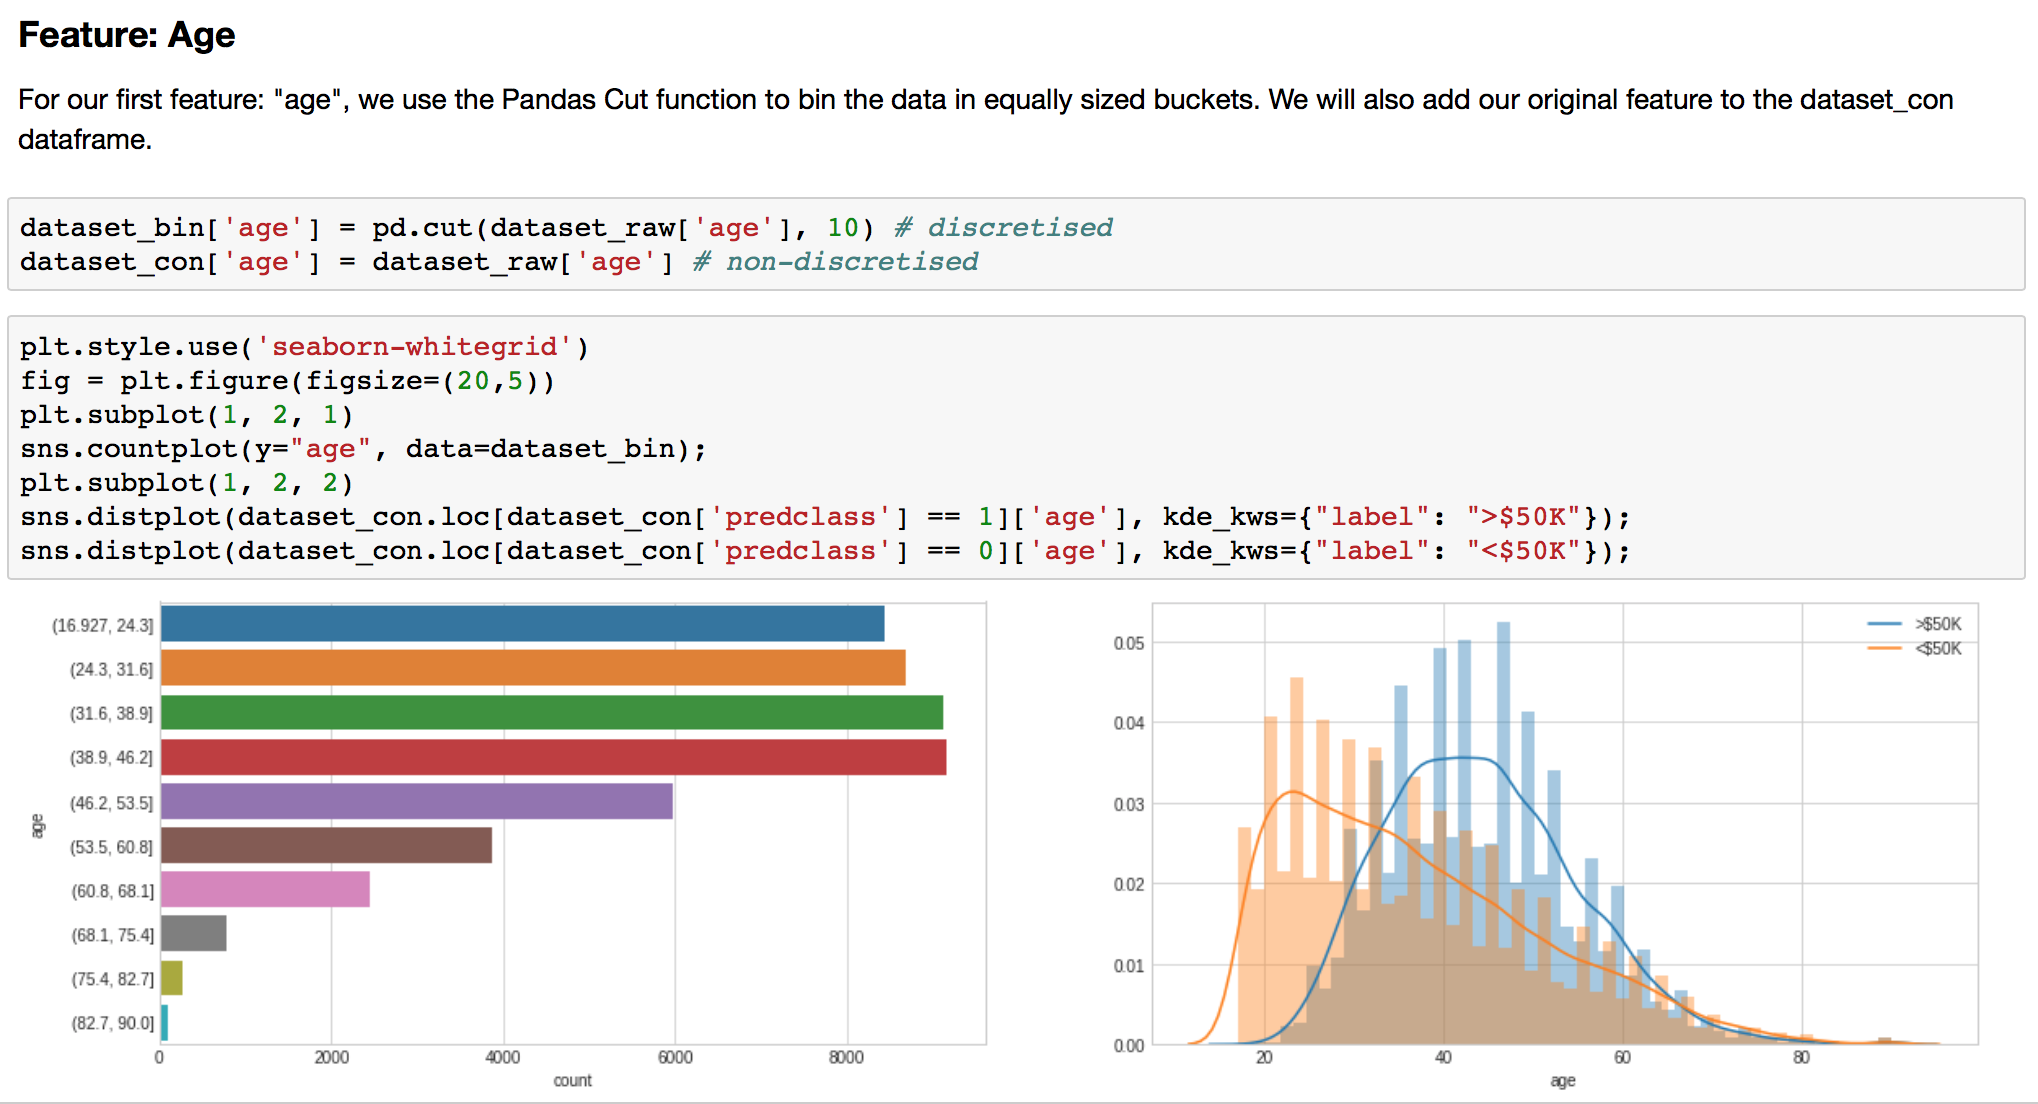 Feature: Age
For our first feature: "age", we use the Pandas Cut function to bin the data in equally sized buckets. We will also add our original feature to the dataset_con
dataframe.
dataset_bin['age'] = pd.cut(dataset_raw['age'], 10) # discretised
dataset_con['age'] = dataset_raw['age'] # non-discretised
plt.style.use('seaborn-whitegrid')
fig = plt.figure(figsize=(20,5))
plt.subplot(1, 2, 1)
sns.countplot(y="age", data=dataset_bin);
plt.subplot(1, 2, 2)
sns.distplot(dataset_con.loc[dataset_con['predclass'] == 1]['age'], kde_kws={"label": ">$50K"});
sns.distplot(dataset_con.loc[dataset_con['predclass'] == 0]['age'], kde_kws={"label": "<$50K"});
age
(16.927, 24.3]
(24.3, 31.6]
(31.6, 38.9]
(38.9, 46.2]
(46.2, 53.5]
(53.5, 60.8]
(60.8, 68.1]
(68.1, 75.4]
(75.4, 82.7]
(82.7, 90.0]
0 2000 4000 6000 8000
count
>$50K
<$50K
0.05
0.04
0.03
0.02
0.01
0.00
20 40 60 80
age